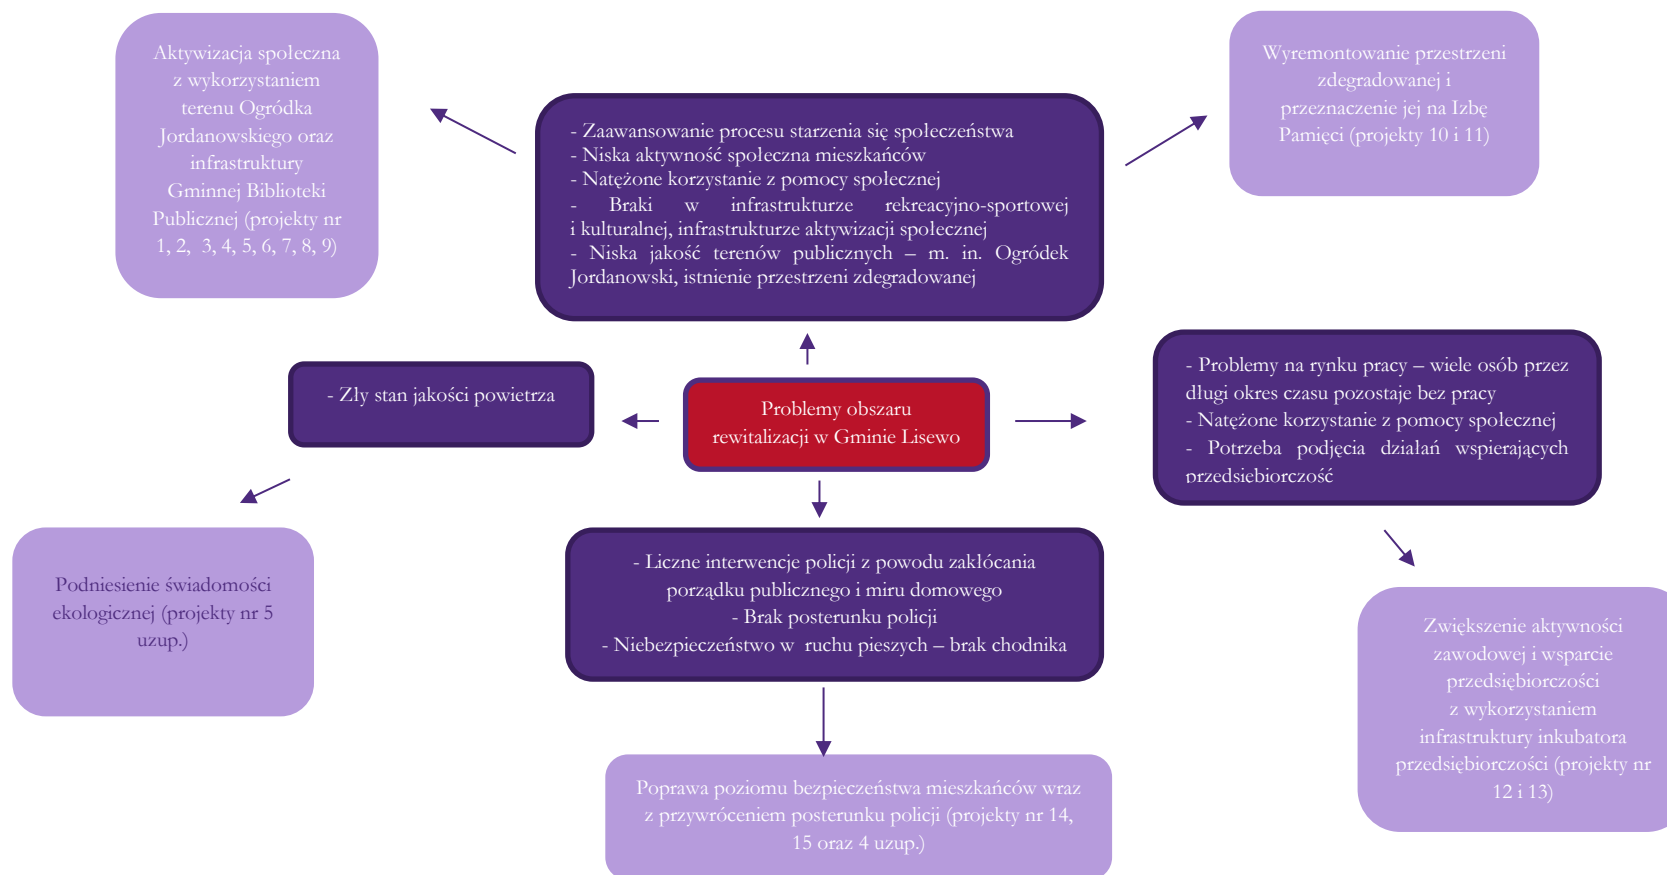 Aktywizacja społeczna
z wykorzystaniem
terenu Ogródka
Jordanowskiego oraz
infrastruktury
Gminnej Biblioteki
Publicznej (projekty nr
1, 2, 3, 4, 5, 6, 7, 8, 9)
- Zaawansowanie procesu starzenia się społeczeństwa
- Niska aktywność społeczna mieszkańców
- Natężone korzystanie z pomocy społecznej
- Braki w infrastrukturze rekreacyjno-sportowej
i kulturalnej, infrastrukturze aktywizacji społecznej
- Niska jakość terenów publicznych – m. in. Ogródek
Jordanowski, istnienie przestrzeni zdegradowanej
Wyremontowanie przestrzeni
zdegradowanej i
przeznaczenie jej na Izbę
Pamięci (projekty 10 i 11)
- Zły stan jakości powietrza
Problemy obszaru
rewitalizacji w Gminie Lisewo
- Problemy na rynku pracy – wiele osób przez
długi okres czasu pozostaje bez pracy
- Natężone korzystanie z pomocy społecznej
- Potrzeba podjęcia działań wspierających
przedsiębiorczość
Podniesienie świadomości
ekologicznej (projekty nr 5
uzup.)
- Liczne interwencje policji z powodu zakłócania
porządku publicznego i miru domowego
- Brak posterunku policji
- Niebezpieczeństwo w ruchu pieszych – brak chodnika
Zwiększenie aktywności
zawodowej i wsparcie
przedsiębiorczości
z wykorzystaniem
infrastruktury inkubatora
przedsiębiorczości (projekty nr
12 i 13)
Poprawa poziomu bezpieczeństwa mieszkańców wraz
z przywróceniem posterunku policji (projekty nr 14,
15 oraz 4 uzup.)